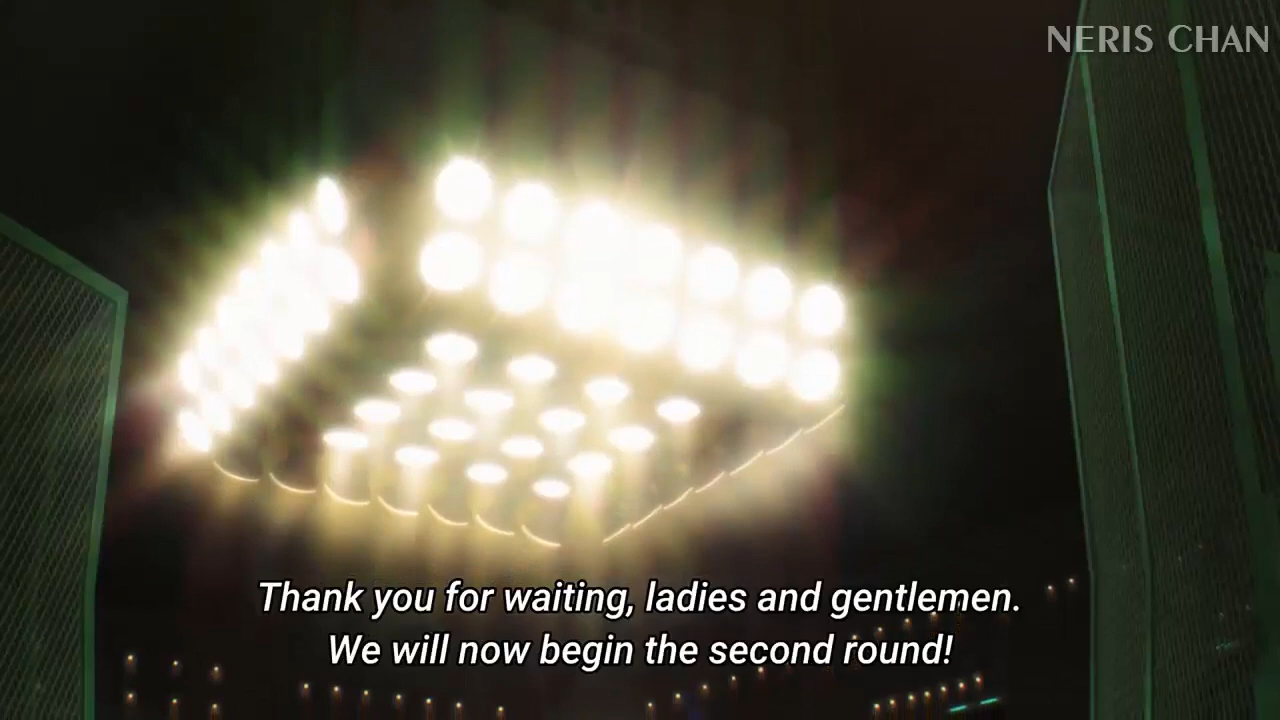 NERIS CHAN
Thank you for waiting, ladies and gentlemen.
We will now begin the second round!